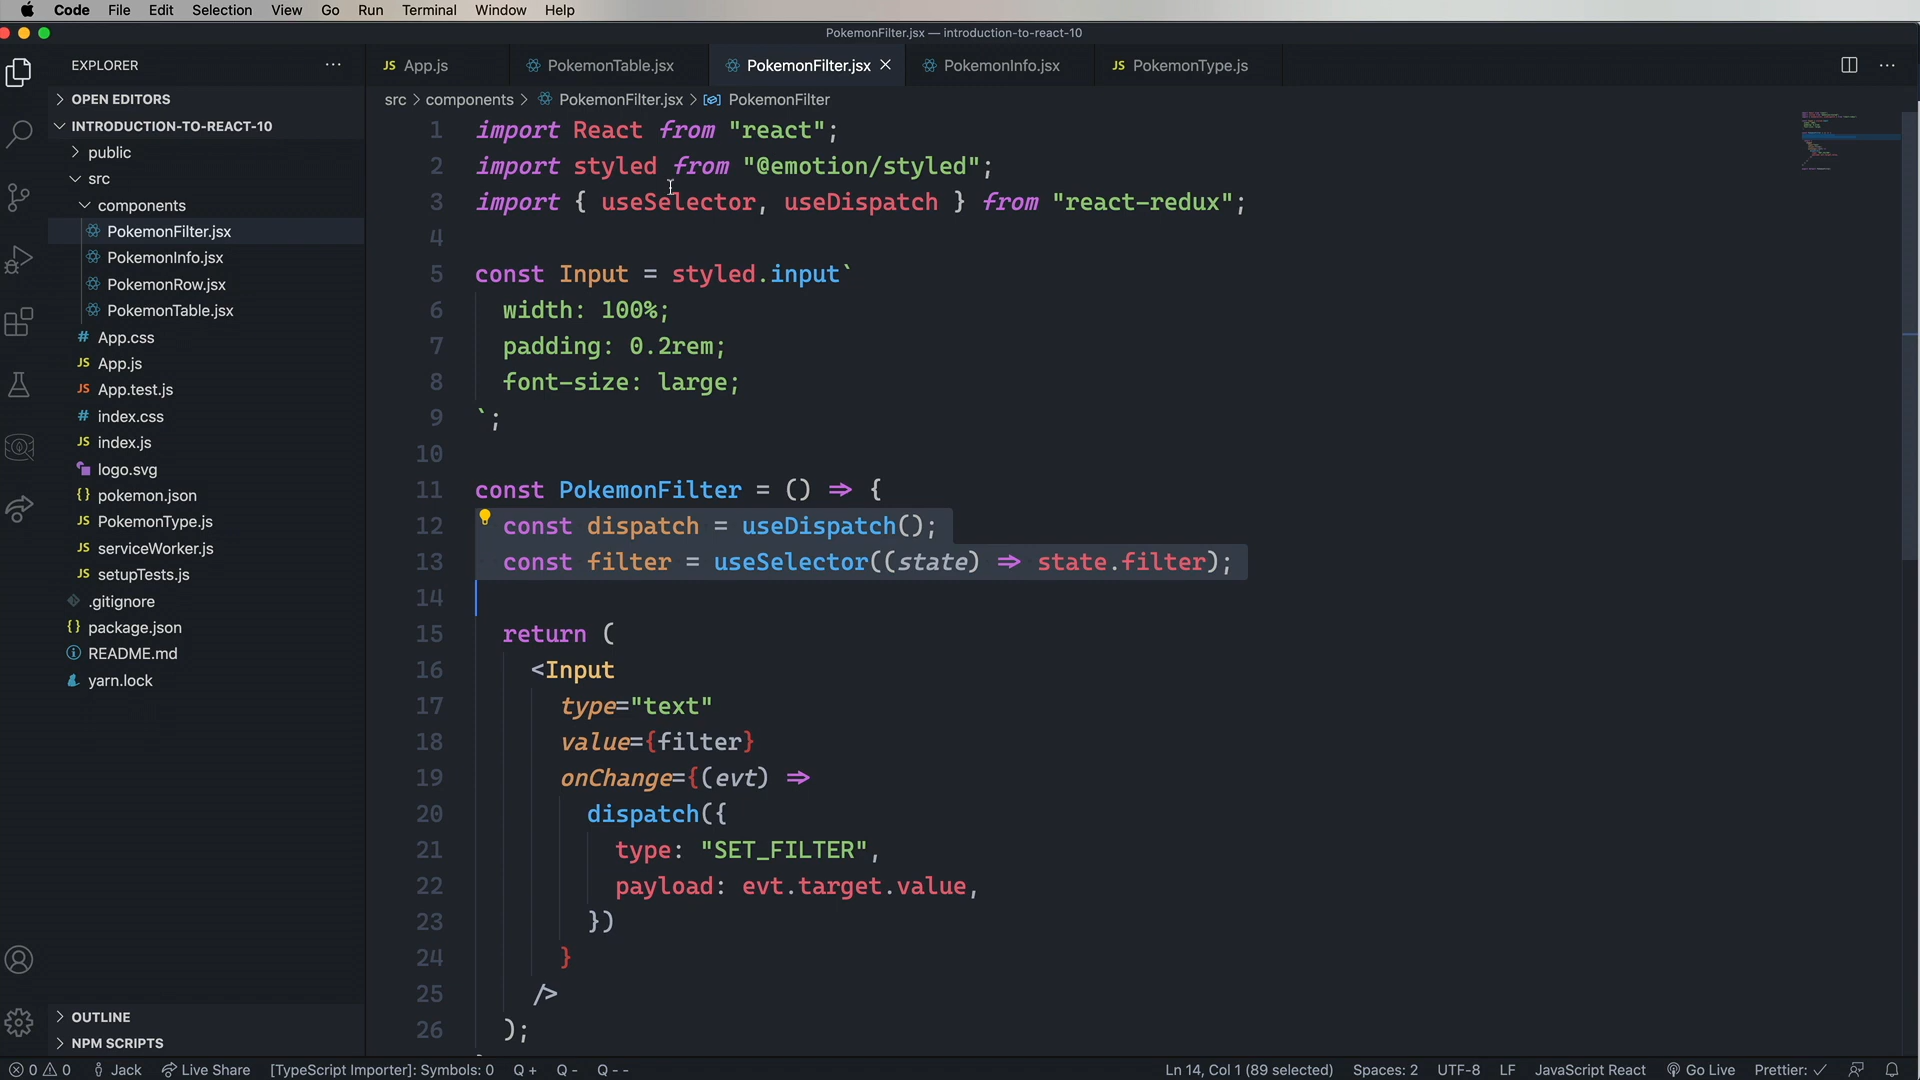 Code File Edit Selection View Go Run Terminal Window Help
PokemonFilter.jsx — introduction-to-react-10
EXPLORER
OPEN EDITORS
INTRODUCTION-TO-REACT-10
public
src
components
PokemonFilter.jsx
PokemonInfo.jsx
PokemonRow.jsx
PokemonTable.jsx
# App.css
JS App.js
JS App.test.js
# index.css
JS index.js
logo.svg
{} pokemon.json
JS PokemonType.js
JS serviceWorker.js
JS setupTests.js
.gitignore
{} package.json
README.md
yarn.lock
OUTLINE
NPM SCRIPTS
JS App.js PokemonTable.jsx PokemonFilter.jsx PokemonInfo.jsx JS PokemonType.js
src > components > PokemonFilter.jsx > PokemonFilter
1 import React from "react";
2 import styled from "@emotion/styled";
3 import { useSelector, useDispatch } from "react-redux";
4
5 const Input = styled.input`
6 width: 100%;
7 padding: 0.2rem;
8 font-size: large;
9 `;
10
11 const PokemonFilter = () => {
12 const dispatch = useDispatch();
13 const filter = useSelector((state) => state.filter);
14
15 return (
16 <Input
17 type="text"
18 value={filter}
19 onChange={(evt) =>
20 dispatch({
21 type: "SET_FILTER",
22 payload: evt.target.value,
23 })
24 }
25 />
26 );
0 0 Jack Live Share [TypeScript Importer]: Symbols: 0 Q + Q - Q - - Ln 14, Col 1 (89 selected) Spaces: 2 UTF-8 LF JavaScript React Go Live Prettier: ✓